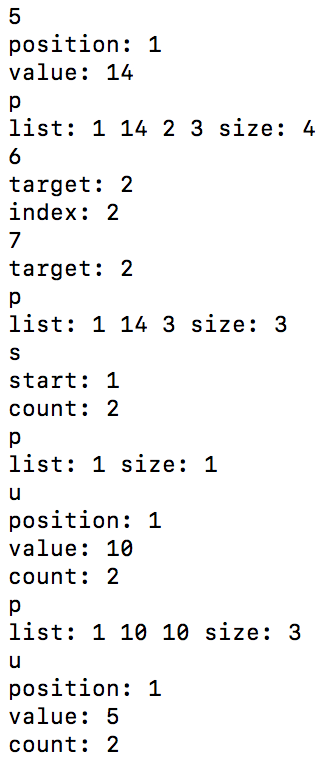 5
position: 1
value: 14
p
list: 1 14 2 3 size: 4
6
target: 2
index: 2
7
target: 2
p
list: 1 14 3 size: 3
s
start: 1
count: 2
p
list: 1 size: 1
u
position: 1
value: 10
count: 2
p
list: 1 10 10 size: 3
u
position: 1
value: 5
count: 2